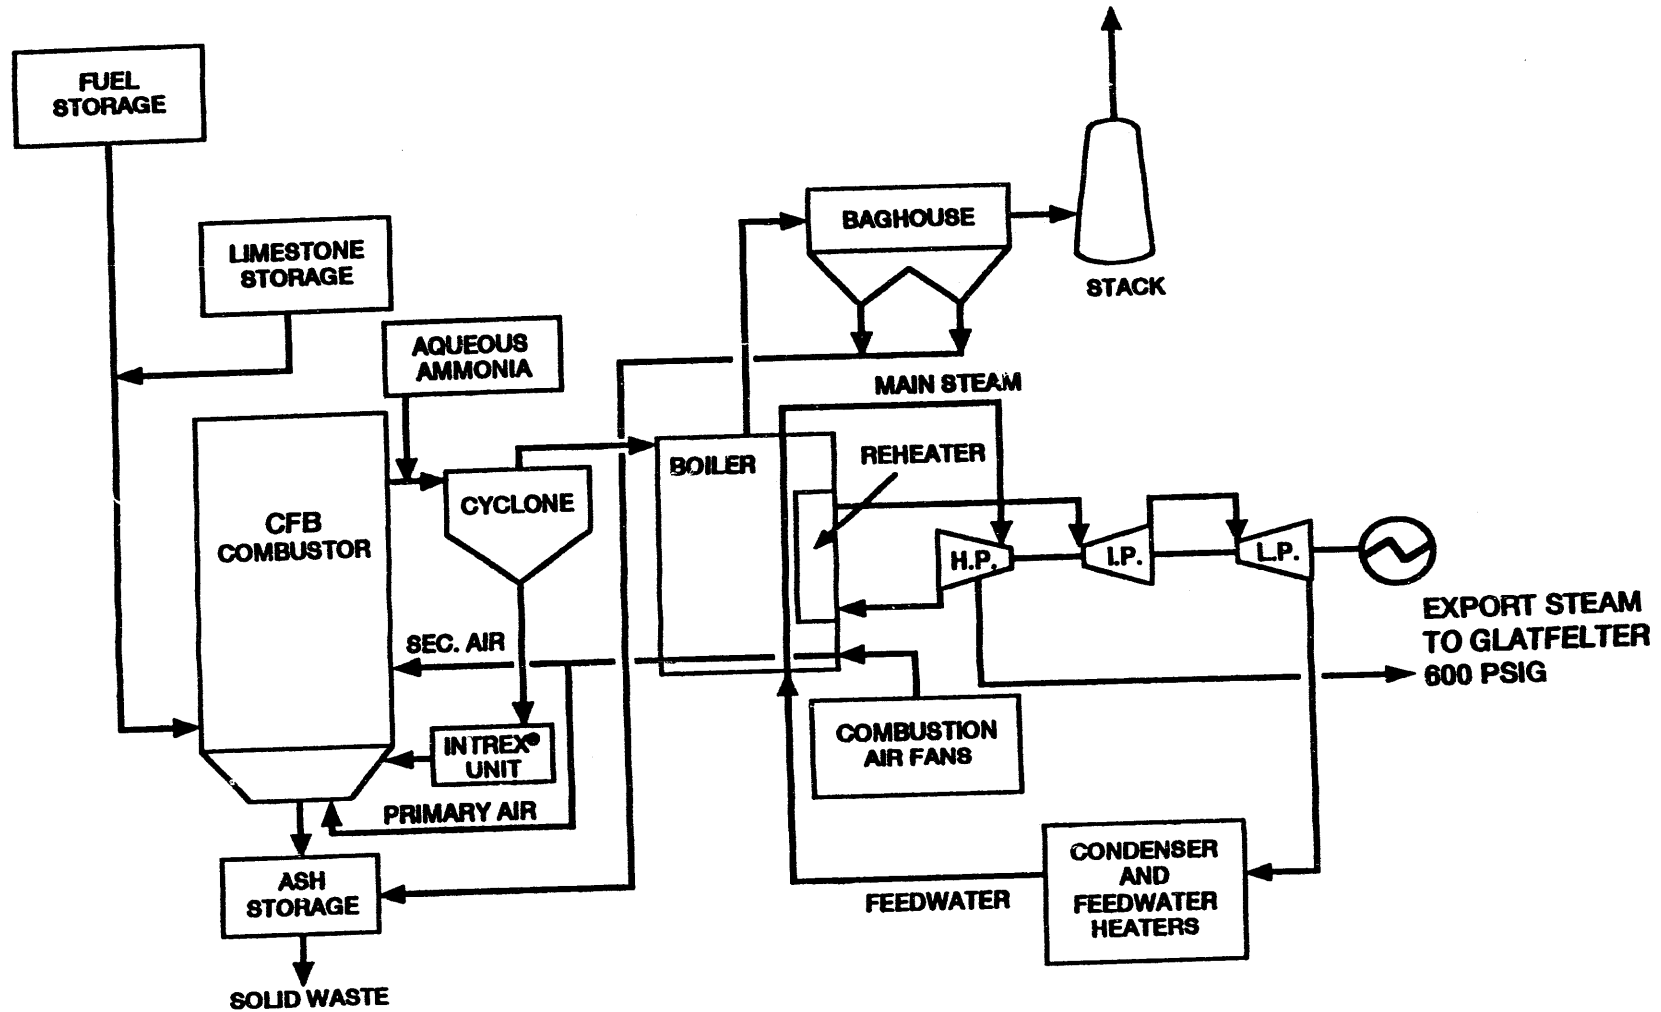 FUEL
STORAGE
LIMESTONE
STORAGE
AQUEOUS
AMMONIA
BAGHOUSE
STACK
MAIN STEAM
BOILER
REHEATER
CYCLONE
CFB
COMBUSTOR
H.P.
I.P.
L.P.
EXPORT STEAM
TO GLATFELTER
600 PSIG
SEC. AIR
INTREX®
UNIT
COMBUSTION
AIR FANS
PRIMARY AIR
CONDENSER
AND
FEEDWATER
HEATERS
FEEDWATER
ASH
STORAGE
SOLID WASTE